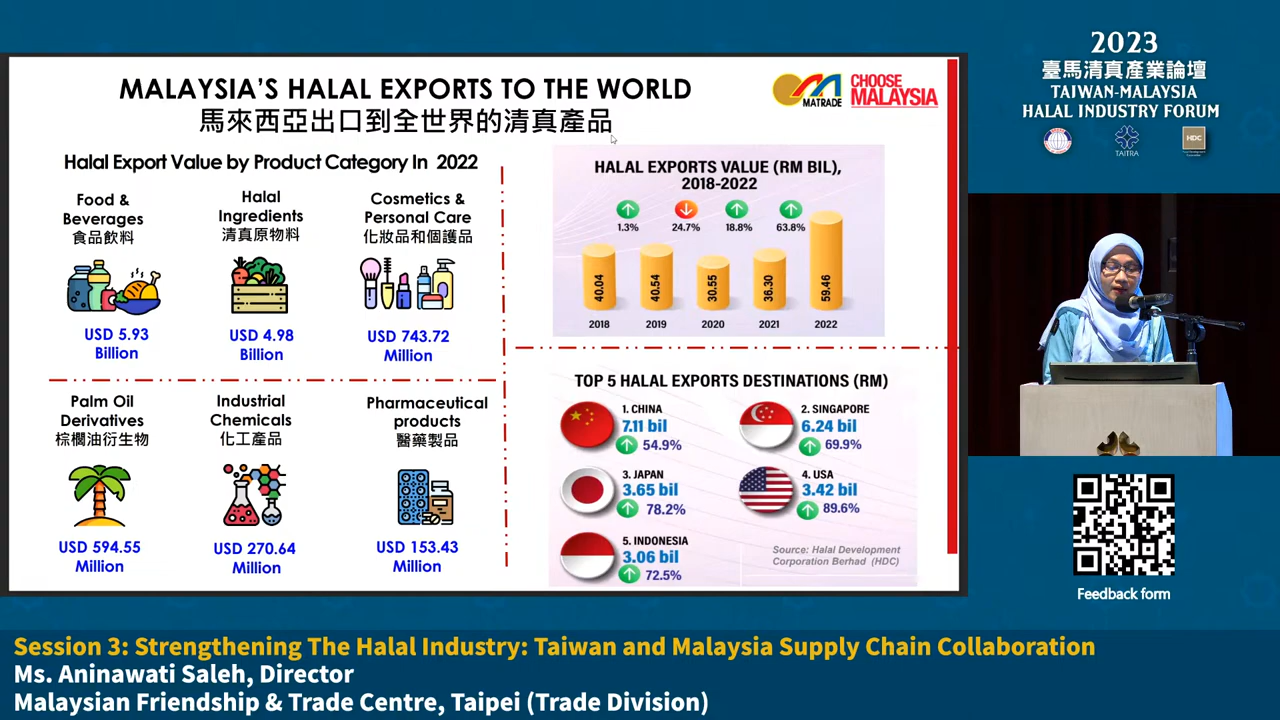 MALAYSIA'S HALAL EXPORTS TO THE WORLD
馬來西亞出口到全世界的清真產品
MATRADE
CHOOSE
MALAYSIA
Halal Export Value by Product Category In 2022
Food &
Beverages
食品飲料
USD 5.93
Billion
Halal
Ingredients
清真原物料
USD 4.98
Billion
Cosmetics &
Personal Care
化妝品和個護品
USD 743.72
Million
Palm Oil
Derivatives
棕櫚油衍生物
USD 594.55
Million
Industrial
Chemicals
化工產品
USD 270.64
Million
Pharmaceutical
products
醫藥製品
USD 153.43
Million
HALAL EXPORTS VALUE (RM BIL),
2018-2022
1.3%
24.7%
18.8%
63.8%
40.04
40.54
30.55
36.30
59.46
2018
2019
2020
2021
2022
TOP 5 HALAL EXPORTS DESTINATIONS (RM)
1. CHINA
7.11 bil
54.9%
2. SINGAPORE
6.24 bil
69.9%
3. JAPAN
3.65 bil
78.2%
4. USA
3.42 bil
89.6%
5. INDONESIA
3.06 bil
72.5%
Source: Halal Development
Corporation Berhad (HDC)
2023
臺馬清真產業論壇
TAIWAN-MALAYSIA
HALAL INDUSTRY FORUM
TAITRA
HDC
Feedback form
Session 3: Strengthening The Halal Industry: Taiwan and Malaysia Supply Chain Collaboration
Ms. Aninawati Saleh, Director
Malaysian Friendship & Trade Centre, Taipei (Trade Division)